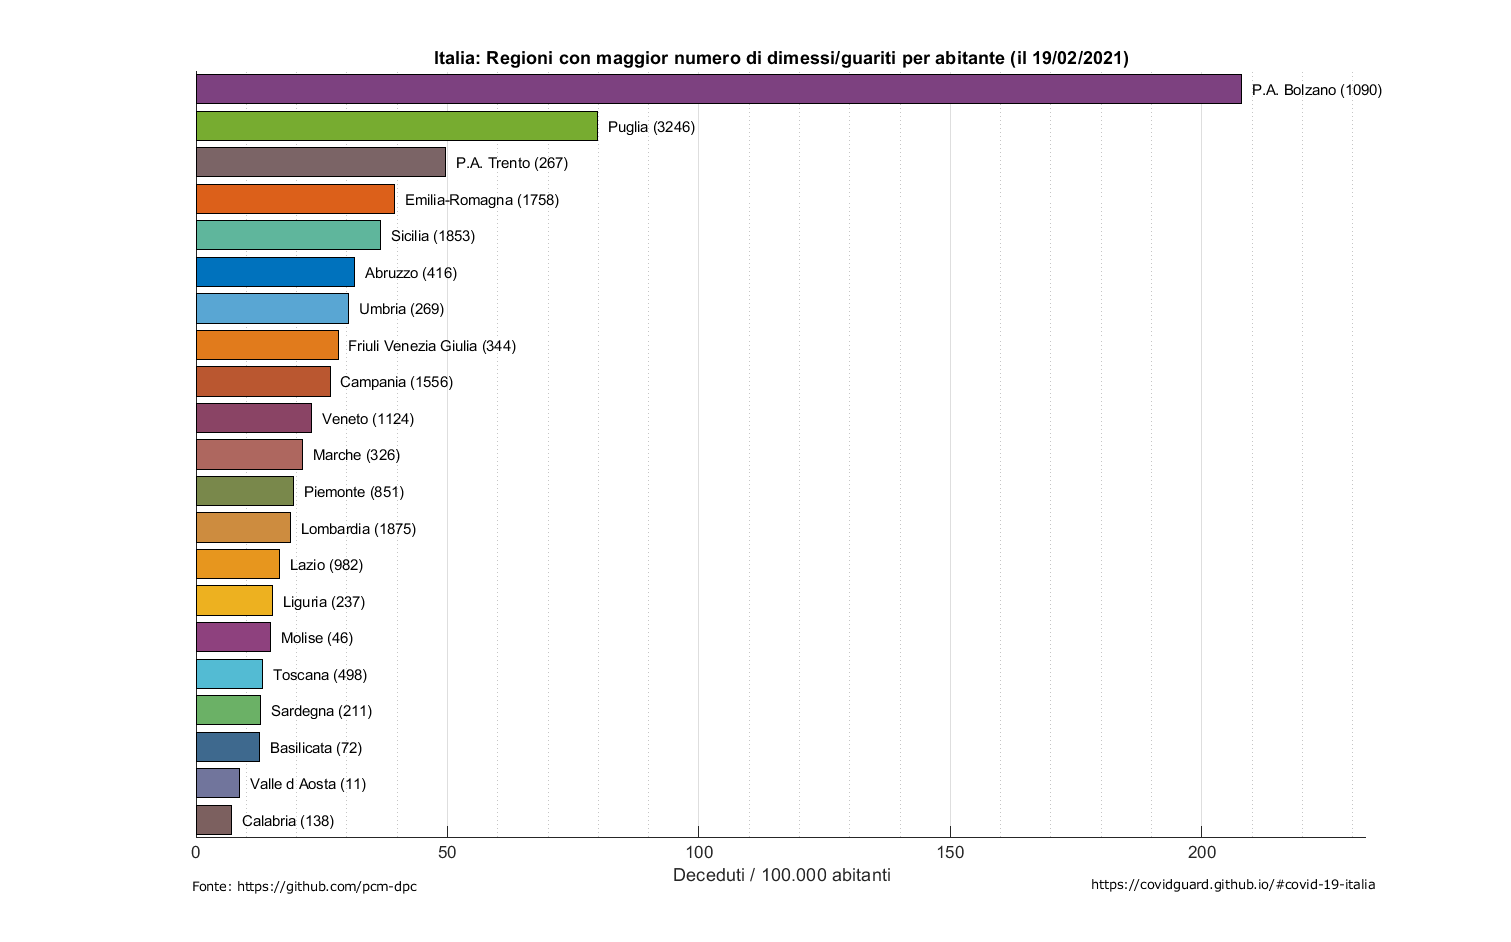 Italia: Regioni con maggior numero di dimessi/guariti per abitante (il 19/02/2021)
P.A. Bolzano (1090)
Puglia (3246)
P.A. Trento (267)
Emilia-Romagna (1758)
Sicilia (1853)
Abruzzo (416)
Umbria (269)
Friuli Venezia Giulia (344)
Campania (1556)
Veneto (1124)
Marche (326)
Piemonte (851)
Lombardia (1875)
Lazio (982)
Liguria (237)
Molise (46)
Toscana (498)
Sardegna (211)
Basilicata (72)
Valle d Aosta (11)
Calabria (138)
0 50 100 150 200
Deceduti / 100.000 abitanti
Fonte: https://github.com/pcm-dpc
https://covidguard.github.io/#covid-19-italia